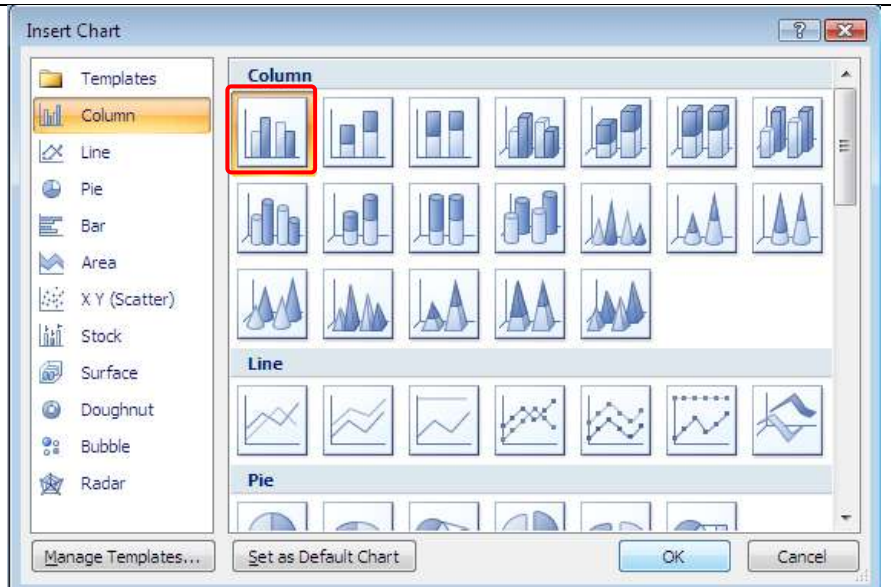 Insert Chart
Templates
Column
Line
Pie
Bar
Area
X Y (Scatter)
Stock
Surface
Doughnut
Bubble
Radar
Column
Line
Pie
Manage Templates...
Set as Default Chart
OK
Cancel